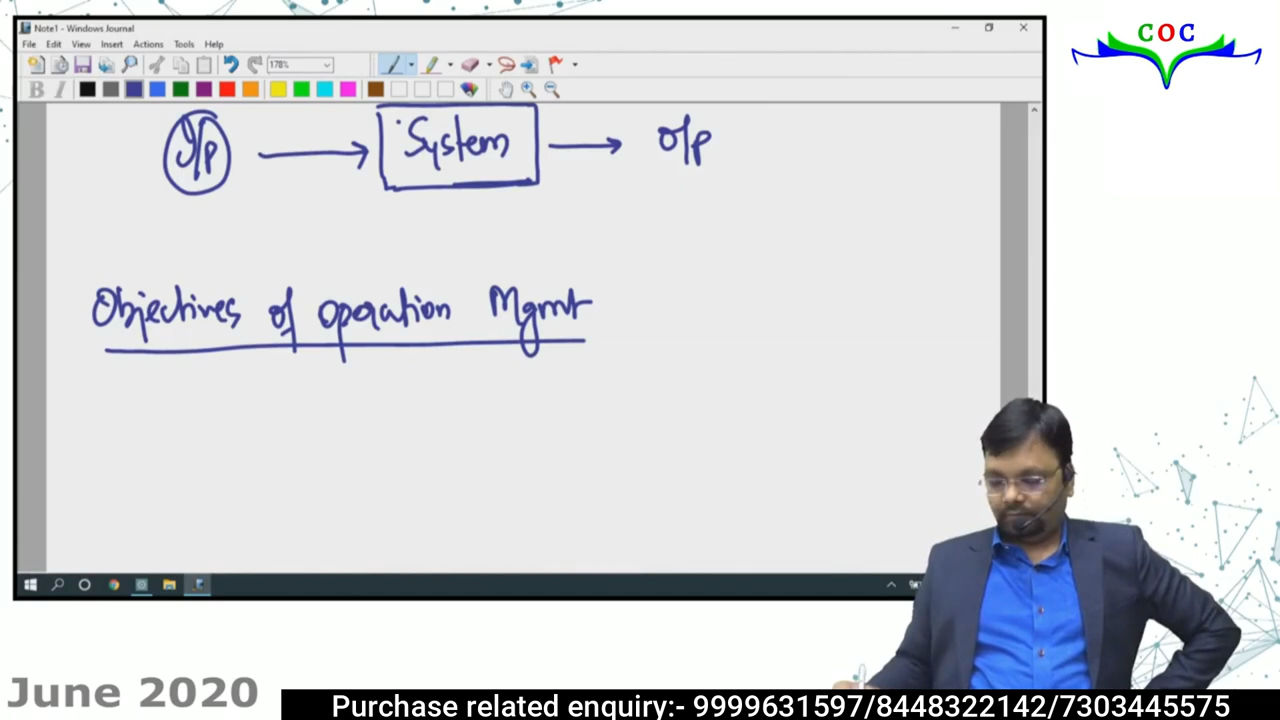 Note1 - Windows Journal
File Edit View Insert Actions Tools Help
178%
B I
COC
I/p → System → o/p
Objectives of operation Mgmt
June 2020
Purchase related enquiry:- 9999631597/8448322142/7303445575